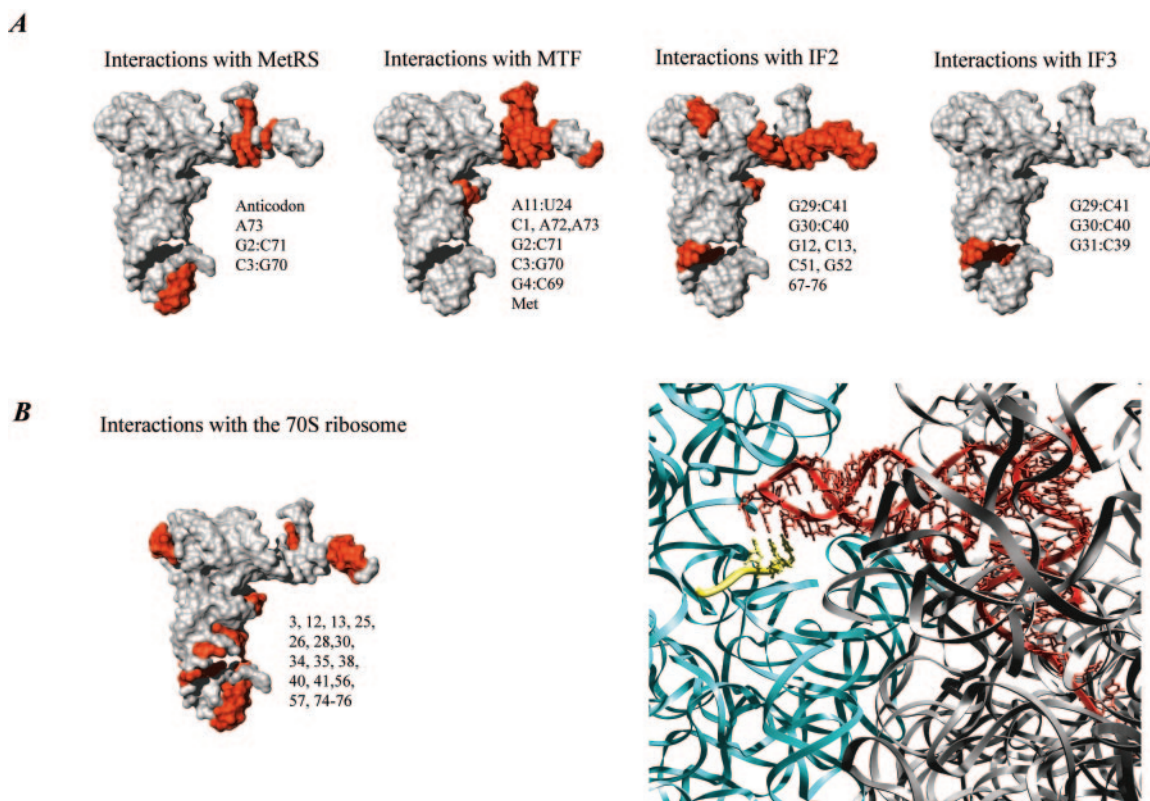 A
Interactions with MetRS
Anticodon
A73
G2:C71
C3:G70
Interactions with MTF
A11:U24
C1, A72,A73
G2:C71
C3:G70
G4:C69
Met
Interactions with IF2
G29:C41
G30:C40
G12, C13,
C51, G52
67-76
Interactions with IF3
G29:C41
G30:C40
G31:C39
B
Interactions with the 70S ribosome
3, 12, 13, 25,
26, 28,30,
34, 35, 38,
40, 41,56,
57, 74-76